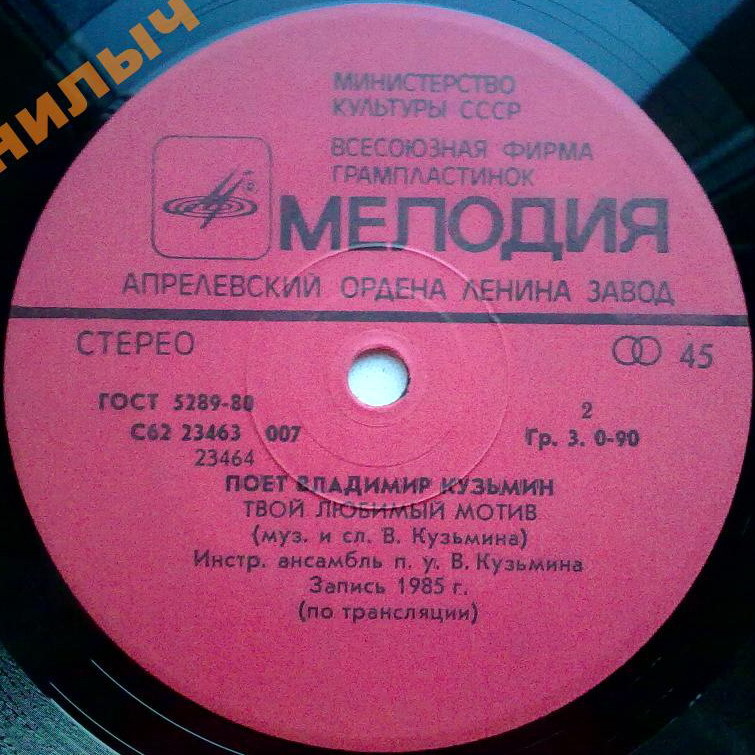 нилыч
МИНИСТЕРСТВО
КУЛЬТУРЫ СССР
ВСЕСОЮЗНАЯ ФИРМА
ГРАМПЛАСТИНОК
МЕЛОДИЯ
АПРЕЛЕВСКИЙ ОРДЕНА ЛЕНИНА ЗАВОД
СТЕРЕО 45
ГОСТ 5289-80 2
С62 23463 007 Гр. 3. 0-90
23464
ПОЕТ ВЛАДИМИР КУЗЬМИН
ТВОЙ ЛЮБИМЫЙ МОТИВ
(муз. и сл. В. Кузьмина)
Инстр. ансамбль п. у. В. Кузьмина
Запись 1985 г.
(по трансляции)